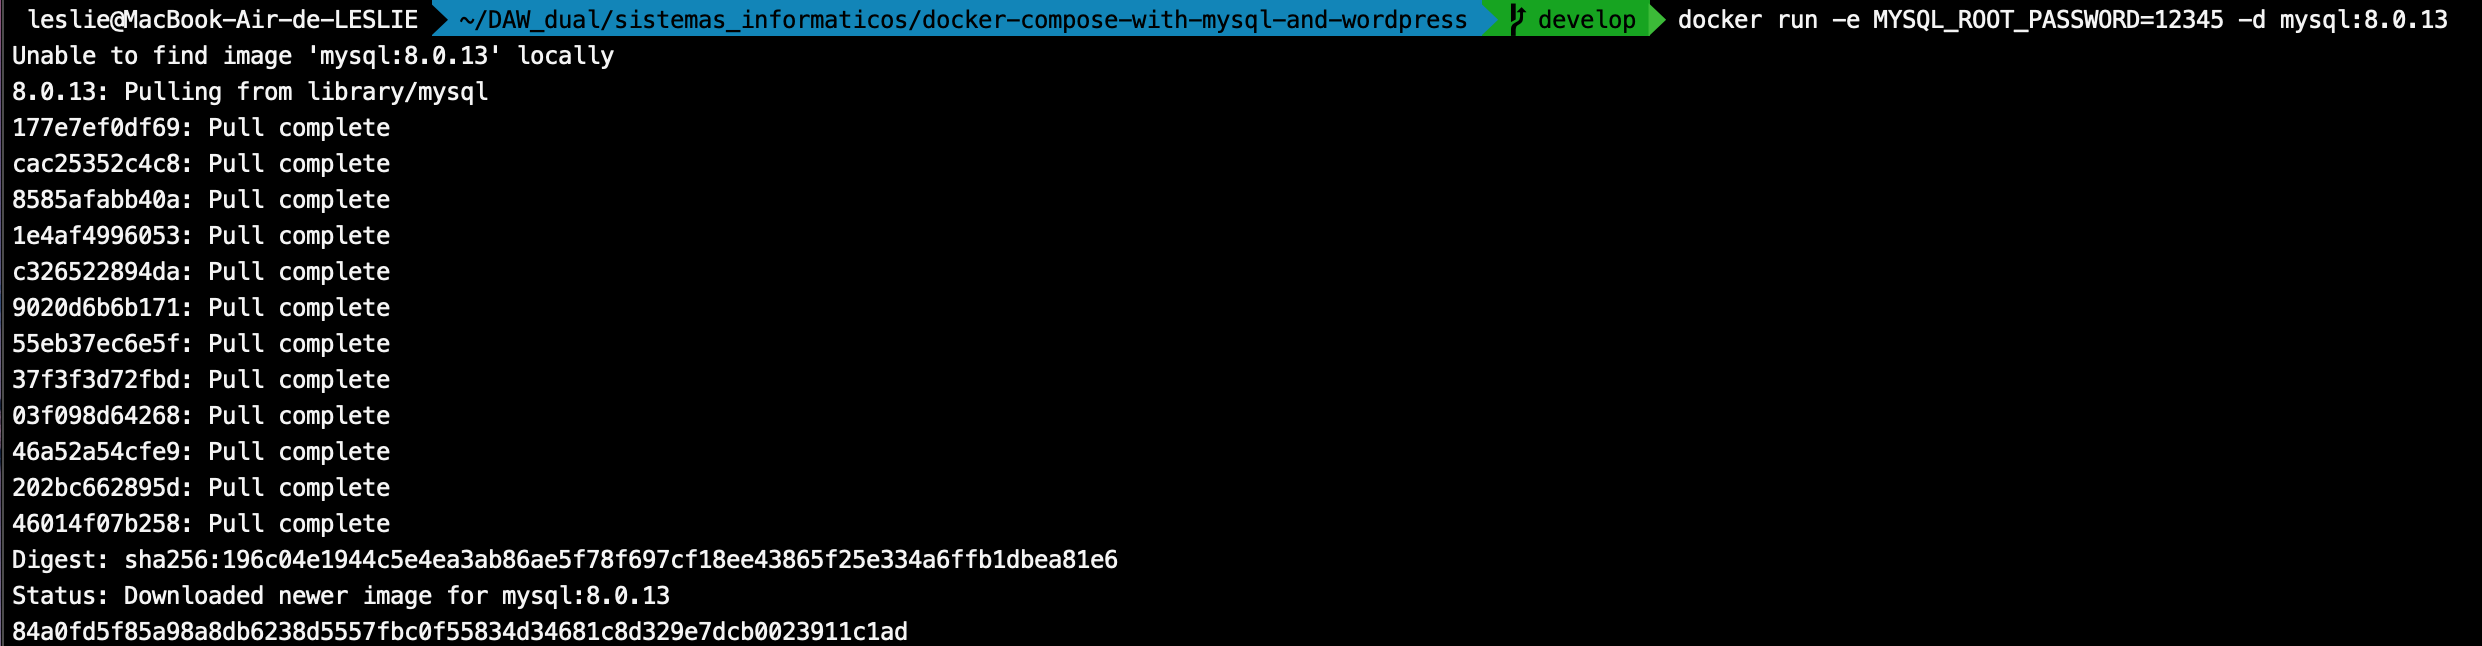 leslie@MacBook-Air-de-LESLIE ~/DAW_dual/sistemas_informaticos/docker-compose-with-mysql-and-wordpress develop docker run -e MYSQL_ROOT_PASSWORD=12345 -d mysql:8.0.13
Unable to find image 'mysql:8.0.13' locally
8.0.13: Pulling from library/mysql
177e7ef0df69: Pull complete
cac25352c4c8: Pull complete
8585afabb40a: Pull complete
1e4af4996053: Pull complete
c326522894da: Pull complete
9020d6b6b171: Pull complete
55eb37ec6e5f: Pull complete
37f3f3d72fbd: Pull complete
03f098d64268: Pull complete
46a52a54cfe9: Pull complete
202bc662895d: Pull complete
46014f07b258: Pull complete
Digest: sha256:196c04e1944c5e4ea3ab86ae5f78f697cf18ee43865f25e334a6ffb1dbea81e6
Status: Downloaded newer image for mysql:8.0.13
84a0fd5f85a98a8db6238d5557fbc0f55834d34681c8d329e7dcb0023911c1ad